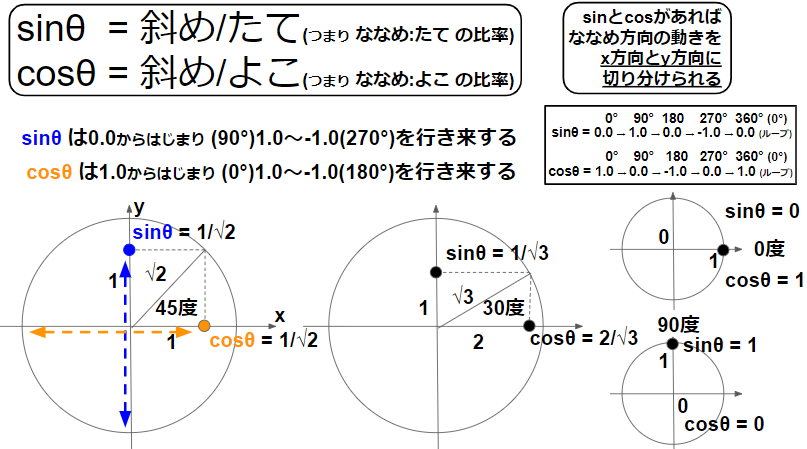 sinθ = 斜め/たて(つまり ななめ:たて の比率)
cosθ = 斜め/よこ(つまり ななめ:よこ の比率)
sinとcosがあれば
ななめ方向の動きを
x方向とy方向に
切り分けられる
sinθ は0.0からはじまり (90°)1.0〜-1.0(270°)を行き来する
cosθ は1.0からはじまり (0°)1.0〜-1.0(180°)を行き来する
0° 90° 180 270° 360° (0°)
sinθ = 0.0 → 1.0 → 0.0 → -1.0 → 0.0 (ループ)
0° 90° 180 270° 360° (0°)
cosθ = 1.0 → 0.0 → -1.0 → 0.0 → 1.0 (ループ)
y
sinθ = 1/√2
1
√2
45度
x
1
cosθ = 1/√2
sinθ = 1/√3
1
√3
30度
2
cosθ = 2/√3
sinθ = 0
0
0度
1
cosθ = 1
90度
sinθ = 1
1
0
cosθ = 0